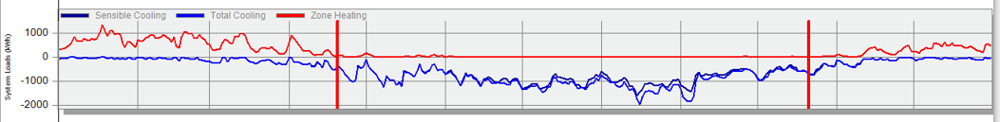 Sensible Cooling Total Cooling Zone Heating
System Loads (kWh)
1000
0
-1000
-2000